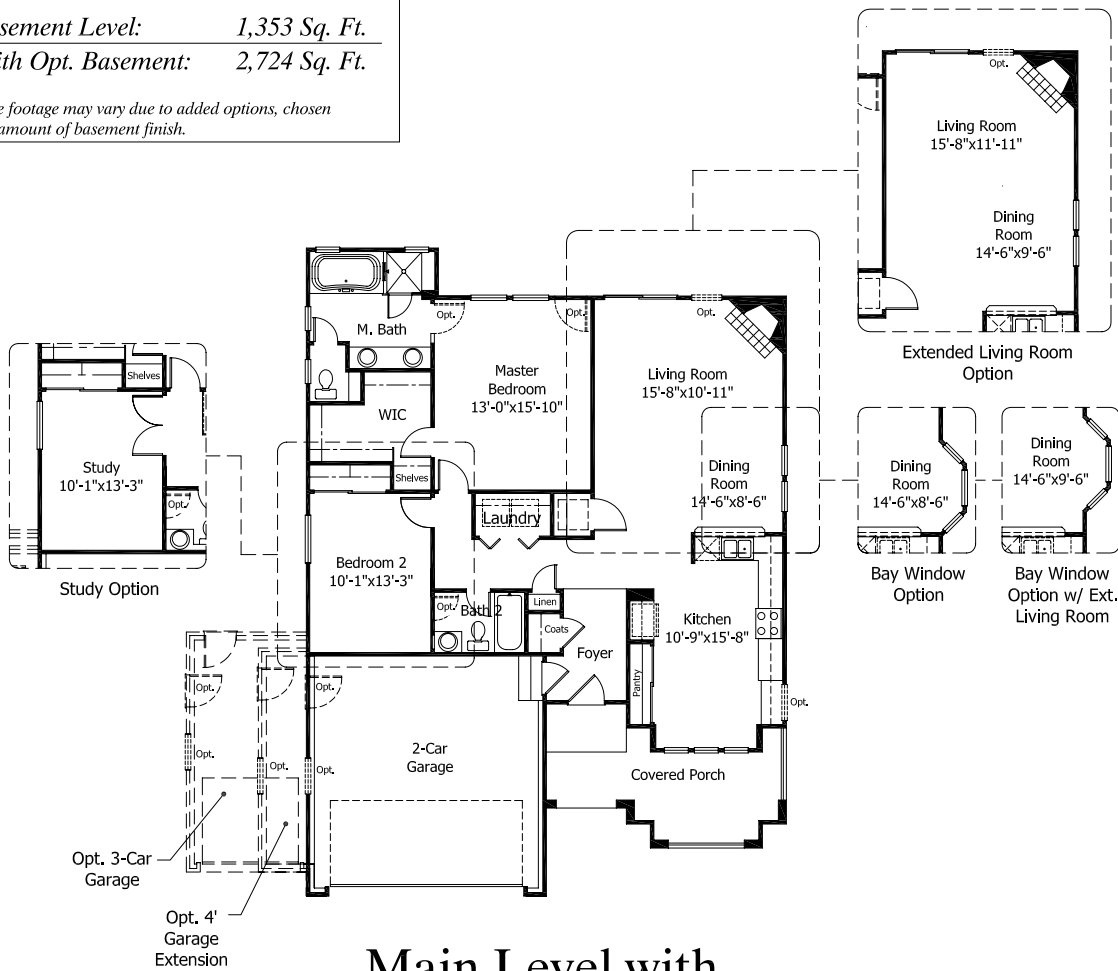 asement Level: 1,353 Sq. Ft.
ith Opt. Basement: 2,724 Sq. Ft.
e footage may vary due to added options, chosen
amount of basement finish.
Opt.
Living Room
15'-8"x11'-11"
Dining
Room
14'-6"x9'-6"
Extended Living Room
Option
M. Bath
Opt.
Opt.
Opt.
Master
Bedroom
13'-0"x15'-10"
Living Room
15'-8"x10'-11"
WIC
Shelves
Dining
Room
14'-6"x8'-6"
Laundry
Shelves
Study
10'-1"x13'-3"
Opt.
Study Option
Dining
Room
14'-6"x8'-6"
Bay Window
Option
Dining
Room
14'-6"x9'-6"
Bay Window
Option w/ Ext.
Living Room
Bedroom 2
10'-1"x13'-3"
Opt.
Bath 2
Linen
Coats
Foyer
Kitchen
10'-9"x15'-8"
Pantry
Opt.
Opt.
Opt.
Opt.
Opt.
Opt.
2-Car
Garage
Covered Porch
Opt. 3-Car
Garage
Opt. 4'
Garage
Extension
Main Level with